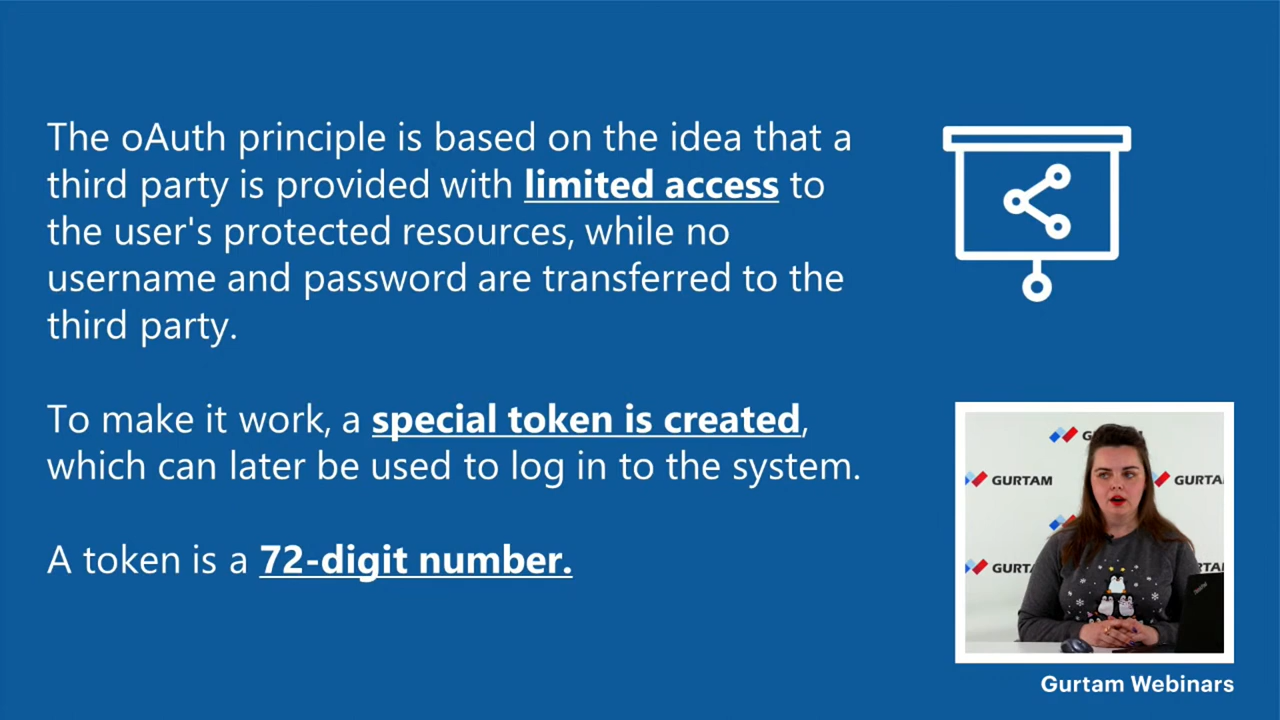 The oAuth principle is based on the idea that a
third party is provided with limited access to
the user's protected resources, while no
username and password are transferred to the
third party.
To make it work, a special token is created,
which can later be used to log in to the system.
A token is a 72-digit number.
GURTAM
GURTA
GURT
GURTAM
Gurtam Webinars